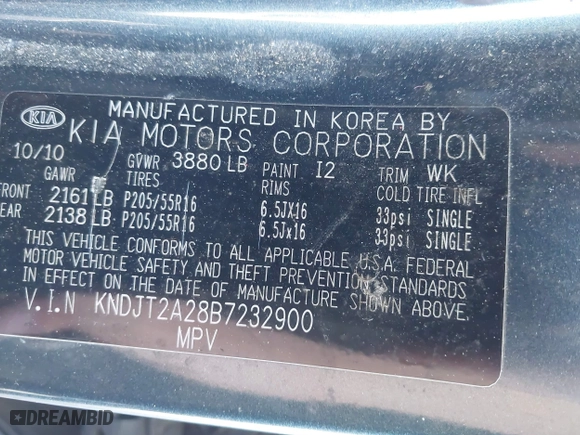 KIA
MANUFACTURED IN KOREA BY
KIA MOTORS CORPORATION
10/10 GVWR 3880 LB PAINT I2 TRIM WK
GAWR TIRES RIMS COLD TIRE INFL
FRONT 2161 LB P205/55R16 6.5JX16 33psi SINGLE
REAR 2138 LB P205/55R16 6.5Jx16 33psi SINGLE
THIS VEHICLE CONFORMS TO ALL APPLICABLE U.S.A. FEDERAL
MOTOR VEHICLE SAFETY AND THEFT PREVENTION STANDARDS
IN EFFECT ON THE DATE OF MANUFACTURE SHOWN ABOVE.
V.I.N KNDJT2A28B7232900
MPV
DREAMBID